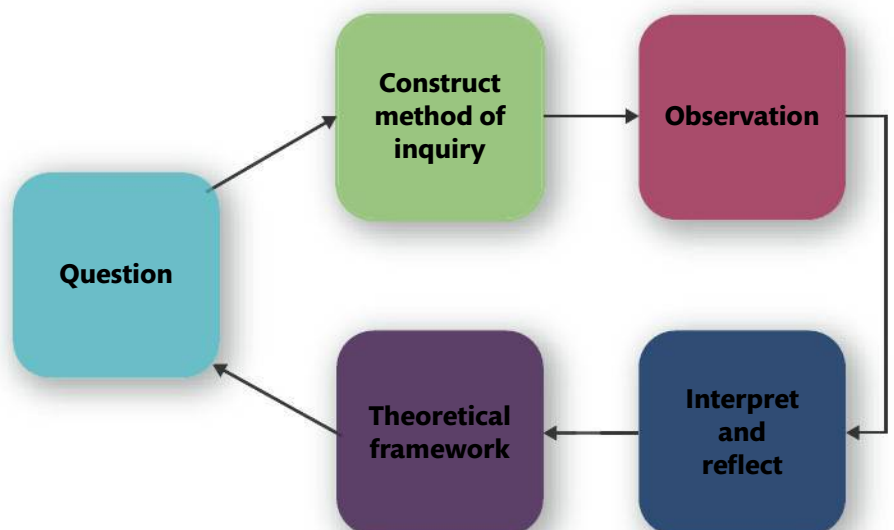 Construct
method of
inquiry
Observation
Question
Theoretical
framework
Interpret
and
reflect